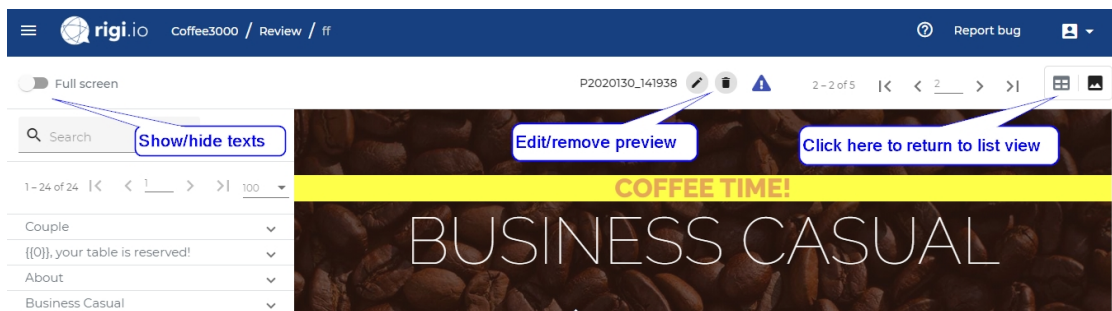 rigi.io Coffee3000 / Review / ff Report bug
Full screen P2020130_141938 2 – 2 of 5 2
Search Show/hide texts Edit/remove preview Click here to return to list view
1 – 24 of 24 1 100
COFFEE TIME!
Couple
BUSINESS CASUAL
{{0}}, your table is reserved!
About
Business Casual